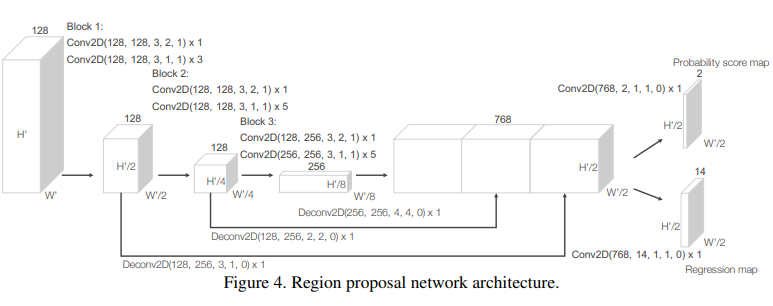 128
Block 1:
Conv2D(128, 128, 3, 2, 1) x 1
Conv2D(128, 128, 3, 1, 1) x 3
Block 2:
Conv2D(128, 128, 3, 2, 1) x 1
Conv2D(128, 128, 3, 1, 1) x 5
Block 3:
Conv2D(128, 256, 3, 2, 1) x 1
Conv2D(256, 256, 3, 1, 1) x 5
H'
W'
128
H'/2
W'/2
128
H'/4
W'/4
256
H'/8
W'/8
Deconv2D(256, 256, 4, 4, 0) x 1
Deconv2D(128, 256, 2, 2, 0) x 1
Deconv2D(128, 256, 3, 1, 0) x 1
768
H'/2
W'/2
Probability score map
2
Conv2D(768, 2, 1, 1, 0) x 1
H'/2
W'/2
14
H'/2
W'/2
Conv2D(768, 14, 1, 1, 0) x 1
Regression map
Figure 4. Region proposal network architecture.